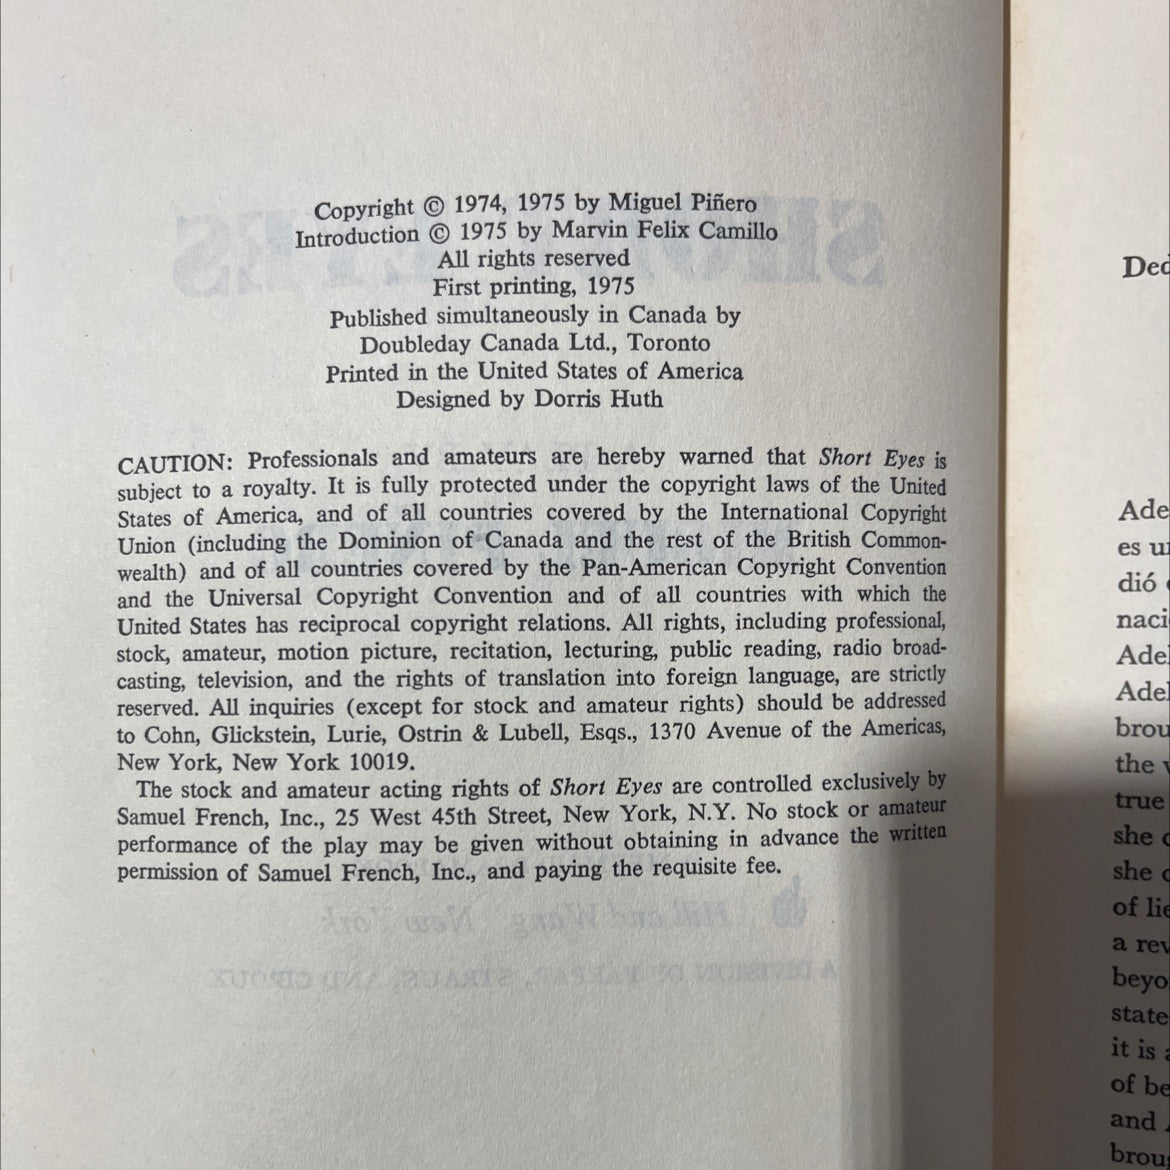 Copyright © 1974, 1975 by Miguel Piñero
Introduction © 1975 by Marvin Felix Camillo
All rights reserved
First printing, 1975
Published simultaneously in Canada by
Doubleday Canada Ltd., Toronto
Printed in the United States of America
Designed by Dorris Huth
CAUTION: Professionals and amateurs are hereby warned that Short Eyes is
subject to a royalty. It is fully protected under the copyright laws of the United
States of America, and of all countries covered by the International Copyright
Union (including the Dominion of Canada and the rest of the British Common-
wealth) and of all countries covered by the Pan-American Copyright Convention
and the Universal Copyright Convention and of all countries with which the
United States has reciprocal copyright relations. All rights, including professional,
stock, amateur, motion picture, recitation, lecturing, public reading, radio broad-
casting, television, and the rights of translation into foreign language, are strictly
reserved. All inquiries (except for stock and amateur rights) should be addressed
to Cohn, Glickstein, Lurie, Ostrin & Lubell, Esqs., 1370 Avenue of the Americas,
New York, New York 10019.
The stock and amateur acting rights of Short Eyes are controlled exclusively by
Samuel French, Inc., 25 West 45th Street, New York, N.Y. No stock or amateur
performance of the play may be given without obtaining in advance the written
permission of Samuel French, Inc., and paying the requisite fee.
Ded
Ade
es
dió
naci
Adel
Adel
brou
the
true
she
she
of lie
a rev
beyo
state
it is
of be
and
brou